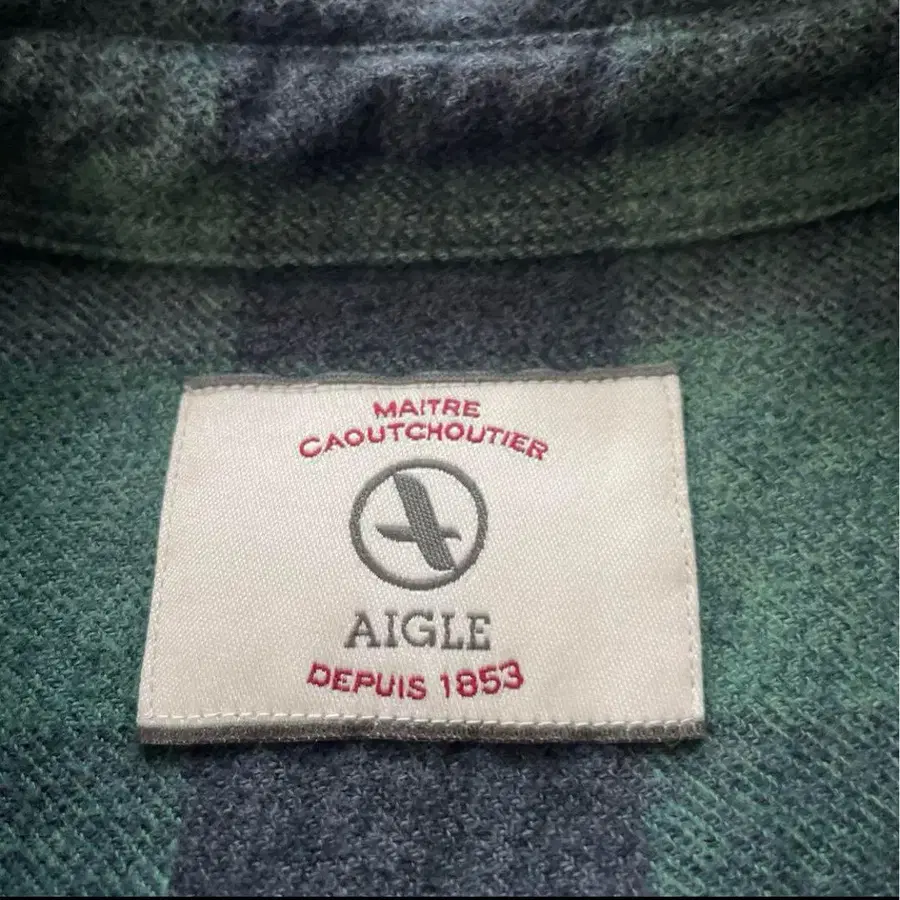 MAITRE
CAOUTCHOUTIER
AIGLE
DEPUIS 1853